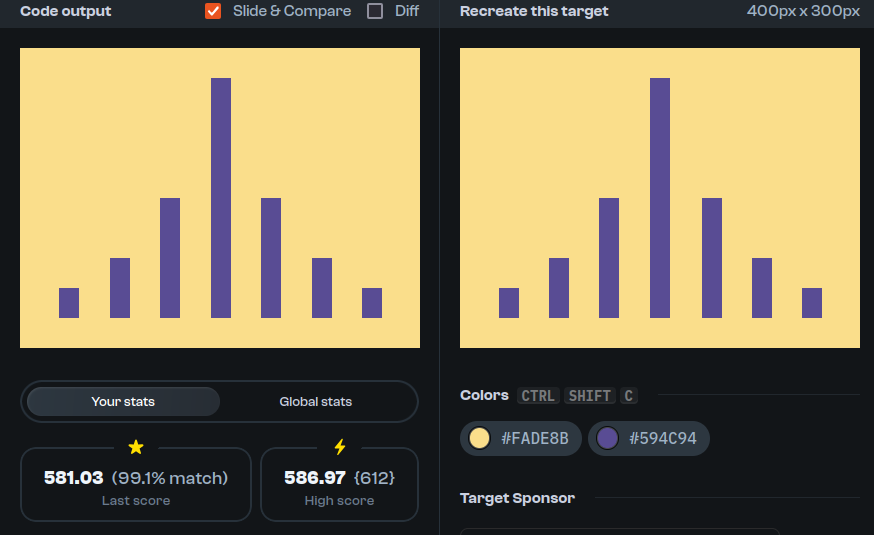 Code output
Slide & Compare
Diff
Recreate this target
400px x 300px
Your stats
Global stats
581.03 (99.1% match)
Last score
586.97 {612}
High score
Colors CTRL SHIFT C
#FADE8B
#594C94
Target Sponsor